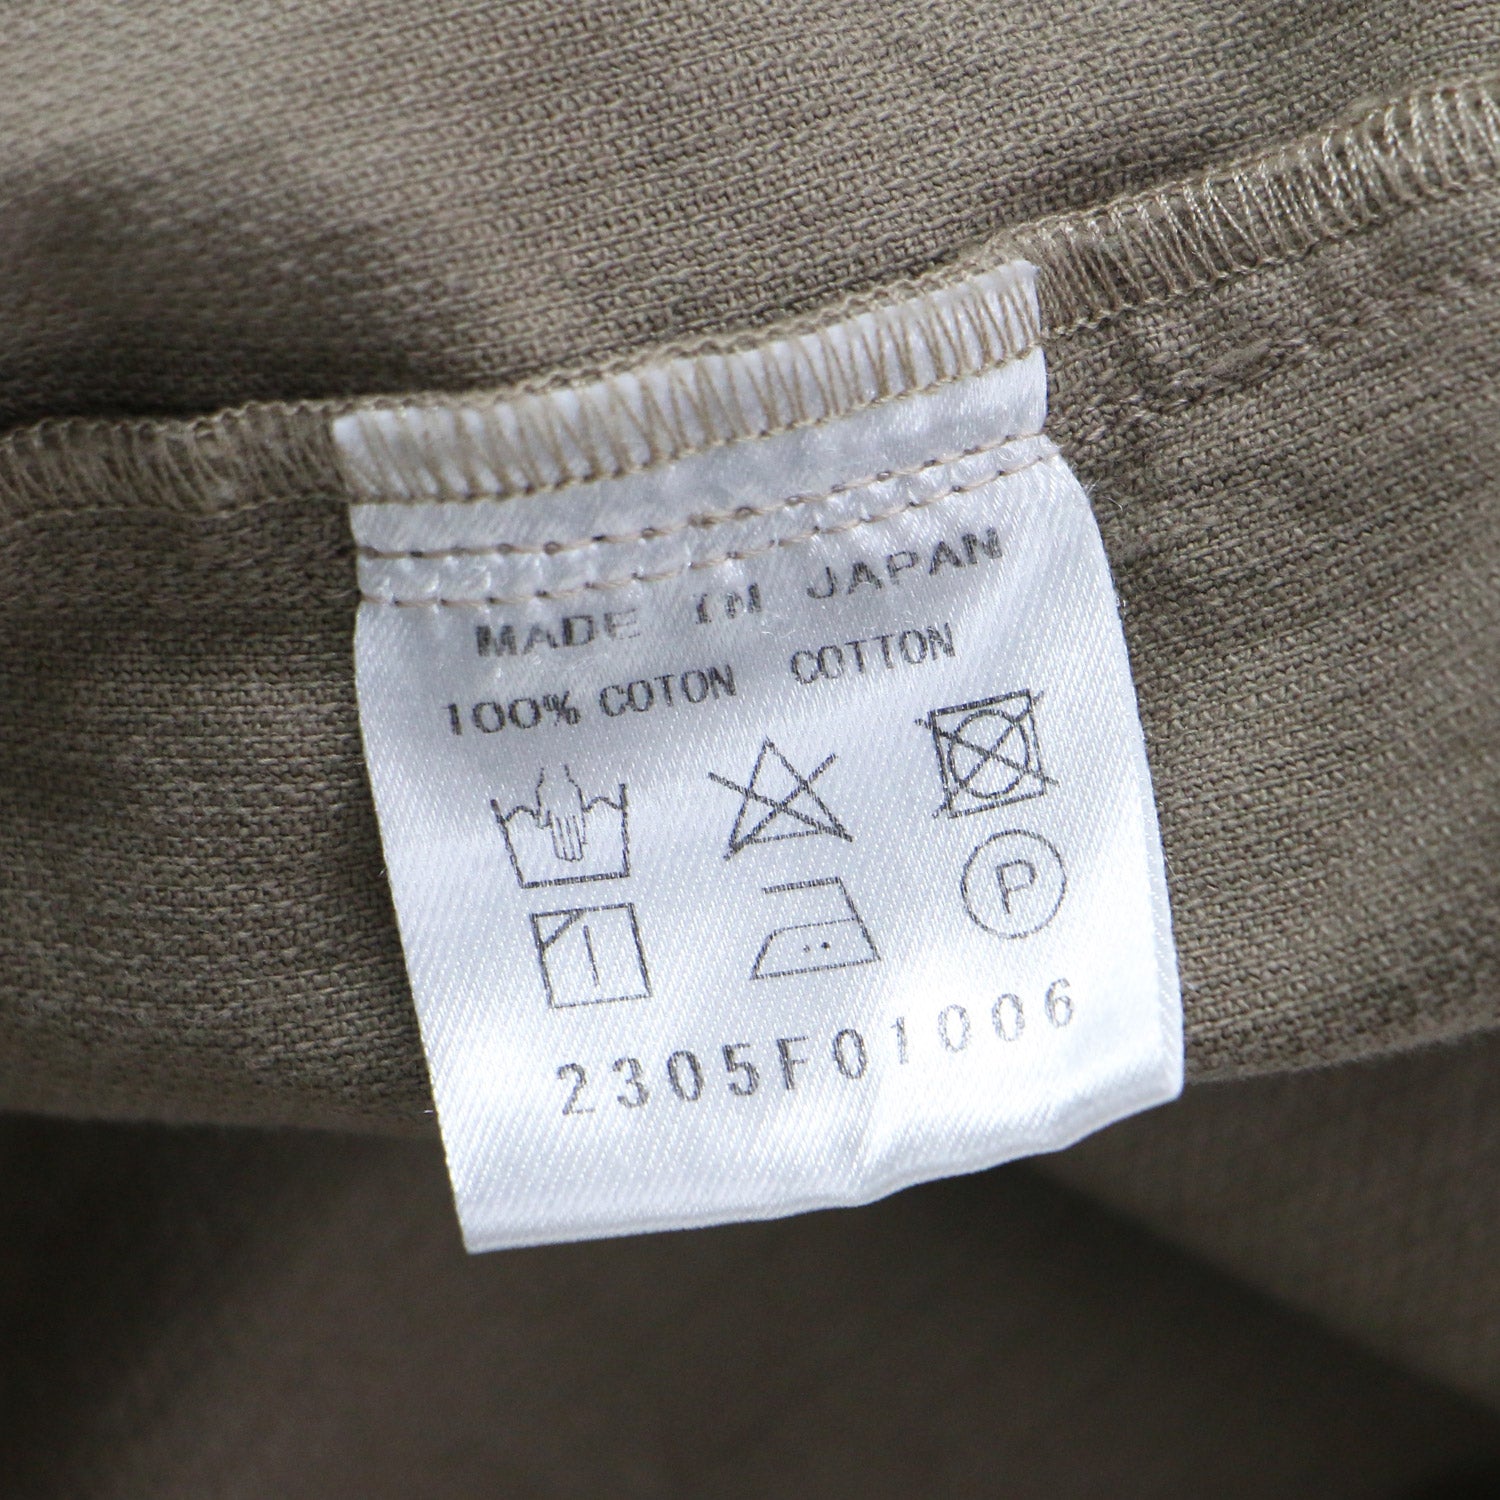 MADE IN JAPAN
100% COTON COTTON
P
2305F01006